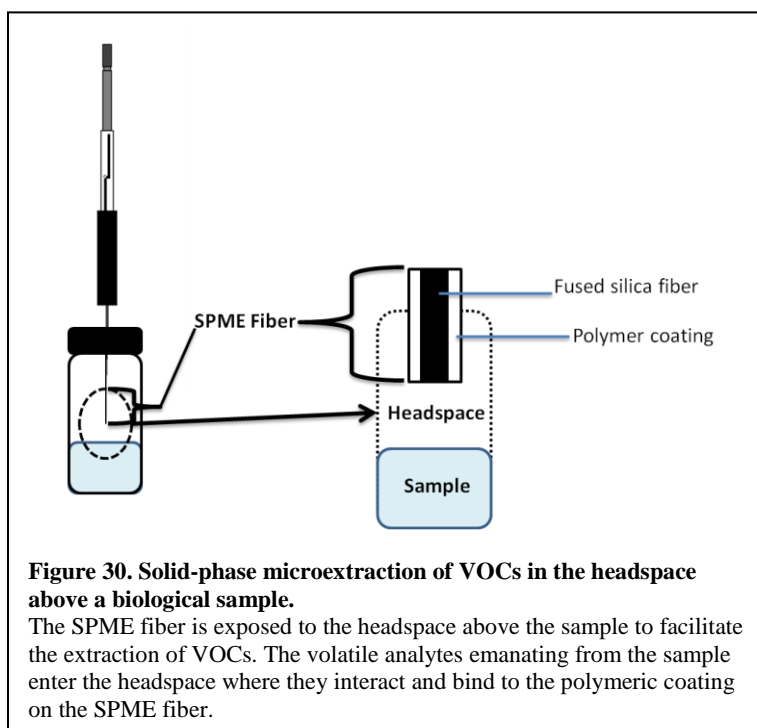 Fused silica fiber
SPME Fiber
Polymer coating
Headspace
Sample
Figure 30. Solid-phase microextraction of VOCs in the headspace
above a biological sample.
The SPME fiber is exposed to the headspace above the sample to facilitate
the extraction of VOCs. The volatile analytes emanating from the sample
enter the headspace where they interact and bind to the polymeric coating
on the SPME fiber.